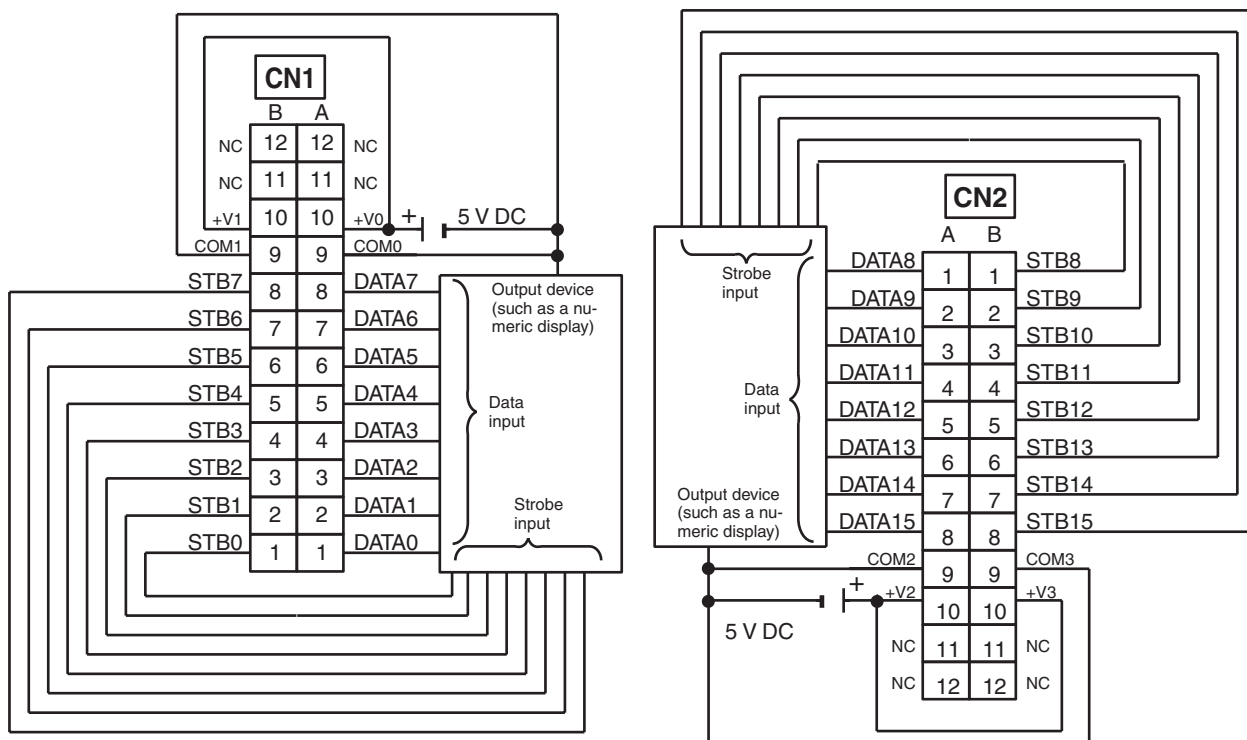 CN1
B A
NC 12 12 NC
NC 11 11 NC
+V1 10 10 +V0 + 5 V DC
COM1 9 9 COM0
STB7 8 8 DATA7
STB6 7 7 DATA6
STB5 6 6 DATA5
STB4 5 5 DATA4
STB3 4 4 DATA3
STB2 3 3 DATA2
STB1 2 2 DATA1
STB0 1 1 DATA0
Output device
(such as a nu-
meric display)
Data
input
Strobe
input
CN2
A B
DATA8 1 1 STB8
DATA9 2 2 STB9
DATA10 3 3 STB10
DATA11 4 4 STB11
DATA12 5 5 STB12
DATA13 6 6 STB13
DATA14 7 7 STB14
DATA15 8 8 STB15
COM2 9 9 COM3
+ +V2 10 10 +V3
5 V DC
NC 11 11 NC
NC 12 12 NC
Strobe
input
Data
input
Output device
(such as a nu-
meric display)